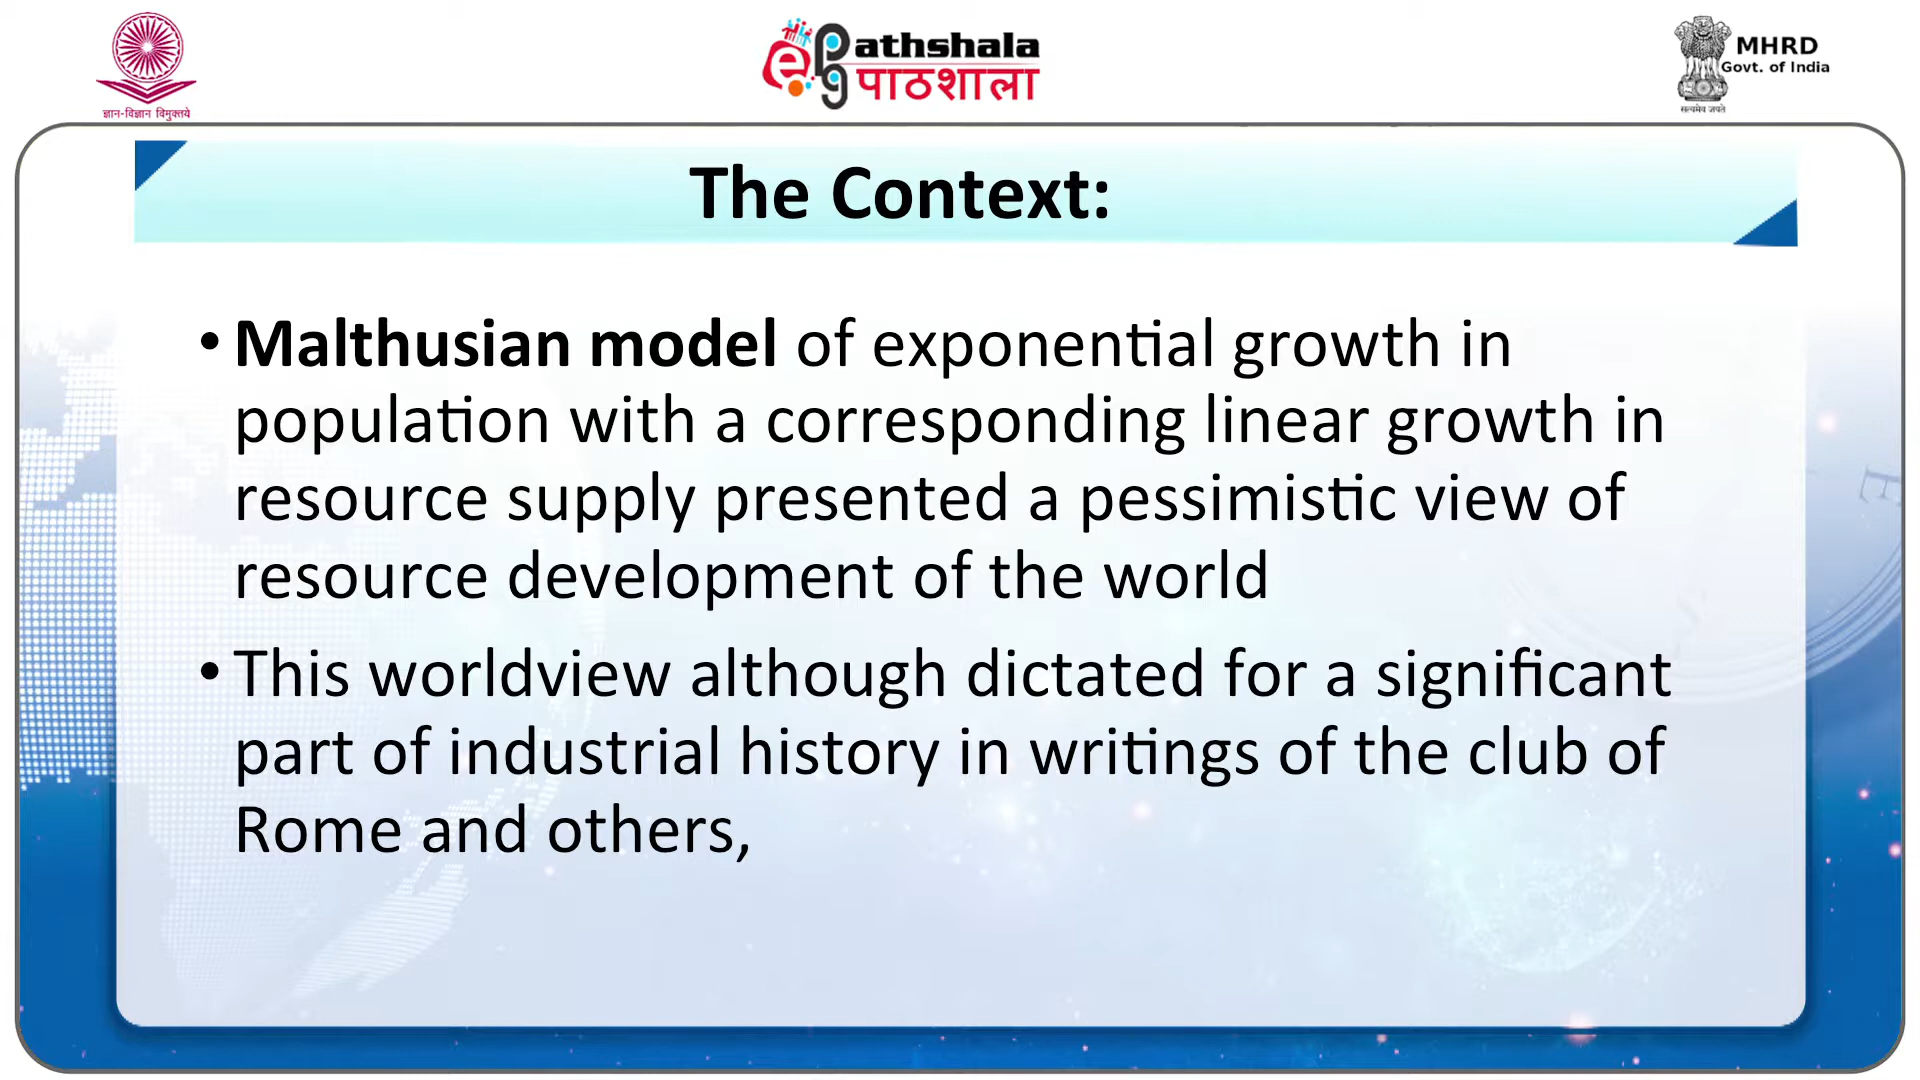 ज्ञान-विज्ञान विमुक्तये
ePG Pathshala
पाठशाला
MHRD
Govt. of India
सत्यमेव जयते
The Context:
• Malthusian model of exponential growth in
population with a corresponding linear growth in
resource supply presented a pessimistic view of
resource development of the world
• This worldview although dictated for a significant
part of industrial history in writings of the club of
Rome and others,